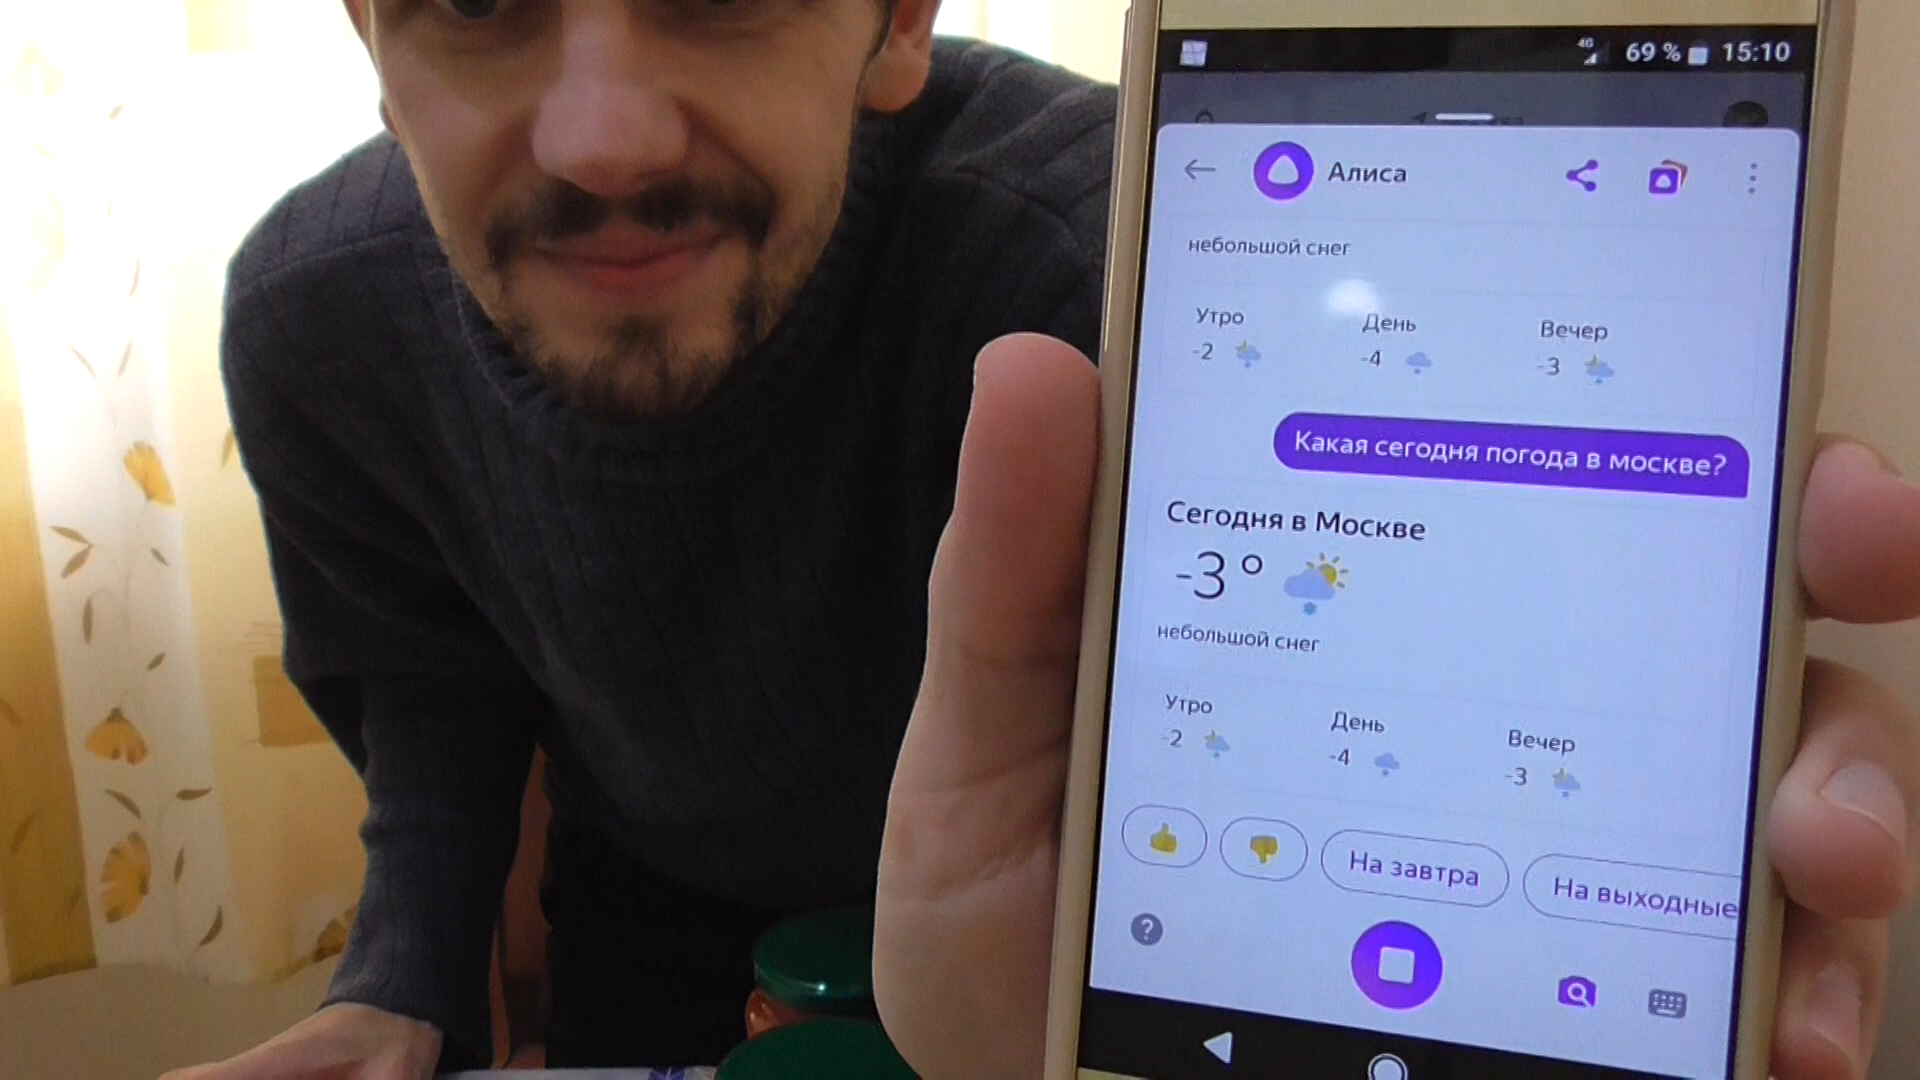 4G 69 % 15:10
Алиса
небольшой снег
Утро День Вечер
-2 -4 -3
Какая сегодня погода в москве?
Сегодня в Москве
-3°
небольшой снег
Утро День Вечер
-2 -4 -3
На завтра На выходные
?